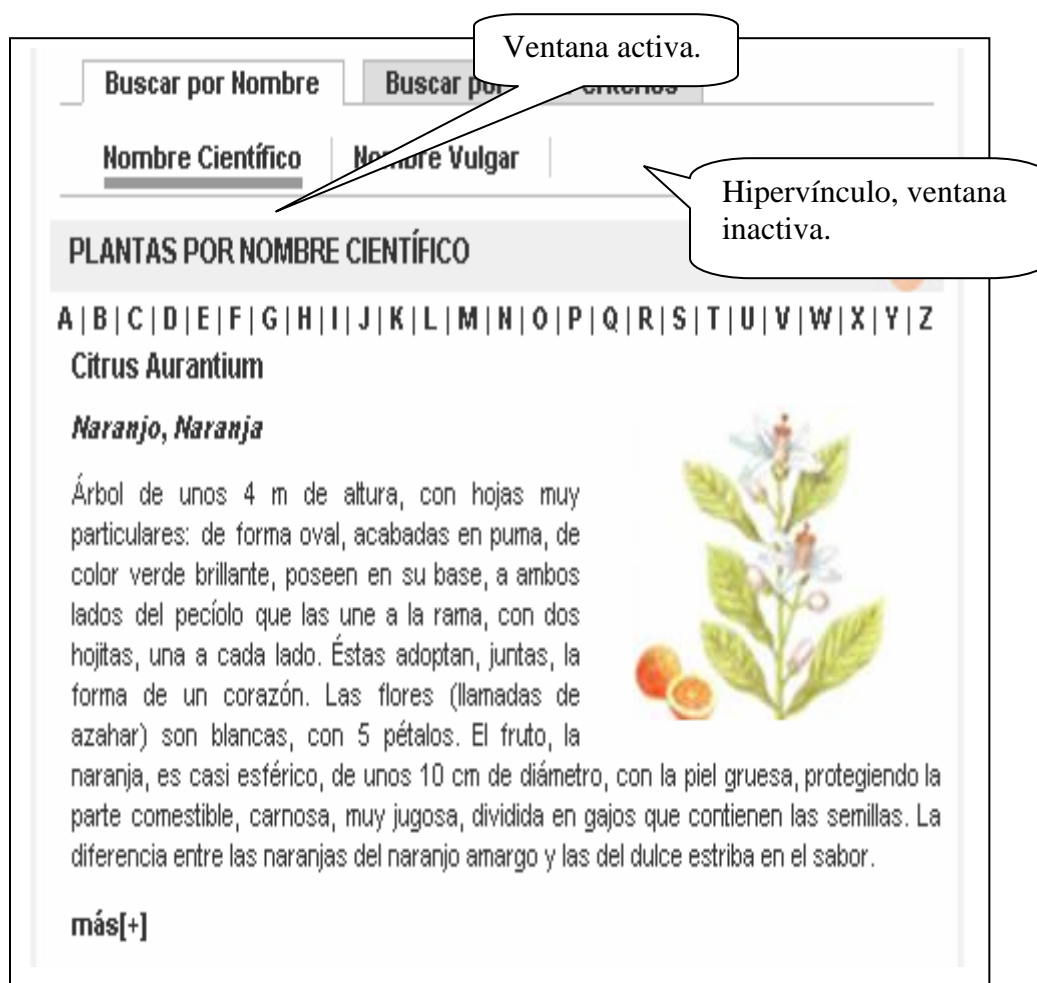 Ventana activa.
Buscar por Nombre
Buscar por Criterios
Nombre Científico
Nombre Vulgar
Hipervínculo, ventana
inactiva.
PLANTAS POR NOMBRE CIENTÍFICO
A | B | C | D | E | F | G | H | I | J | K | L | M | N | O | P | Q | R | S | T | U | V | W | X | Y | Z
Citrus Aurantium
Naranjo, Naranja
Árbol de unos 4 m de altura, con hojas muy
particulares: de forma oval, acabadas en puma, de
color verde brillante, poseen en su base, a ambos
lados del pecíolo que las une a la rama, con dos
hojitas, una a cada lado. Éstas adoptan, juntas, la
forma de un corazón. Las flores (llamadas de
azahar) son blancas, con 5 pétalos. El fruto, la
naranja, es casi esférico, de unos 10 cm de diámetro, con la piel gruesa, protegiendo la
parte comestible, carnosa, muy jugosa, dividida en gajos que contienen las semillas. La
diferencia entre las naranjas del naranjo amargo y las del dulce estriba en el sabor.
más[+]